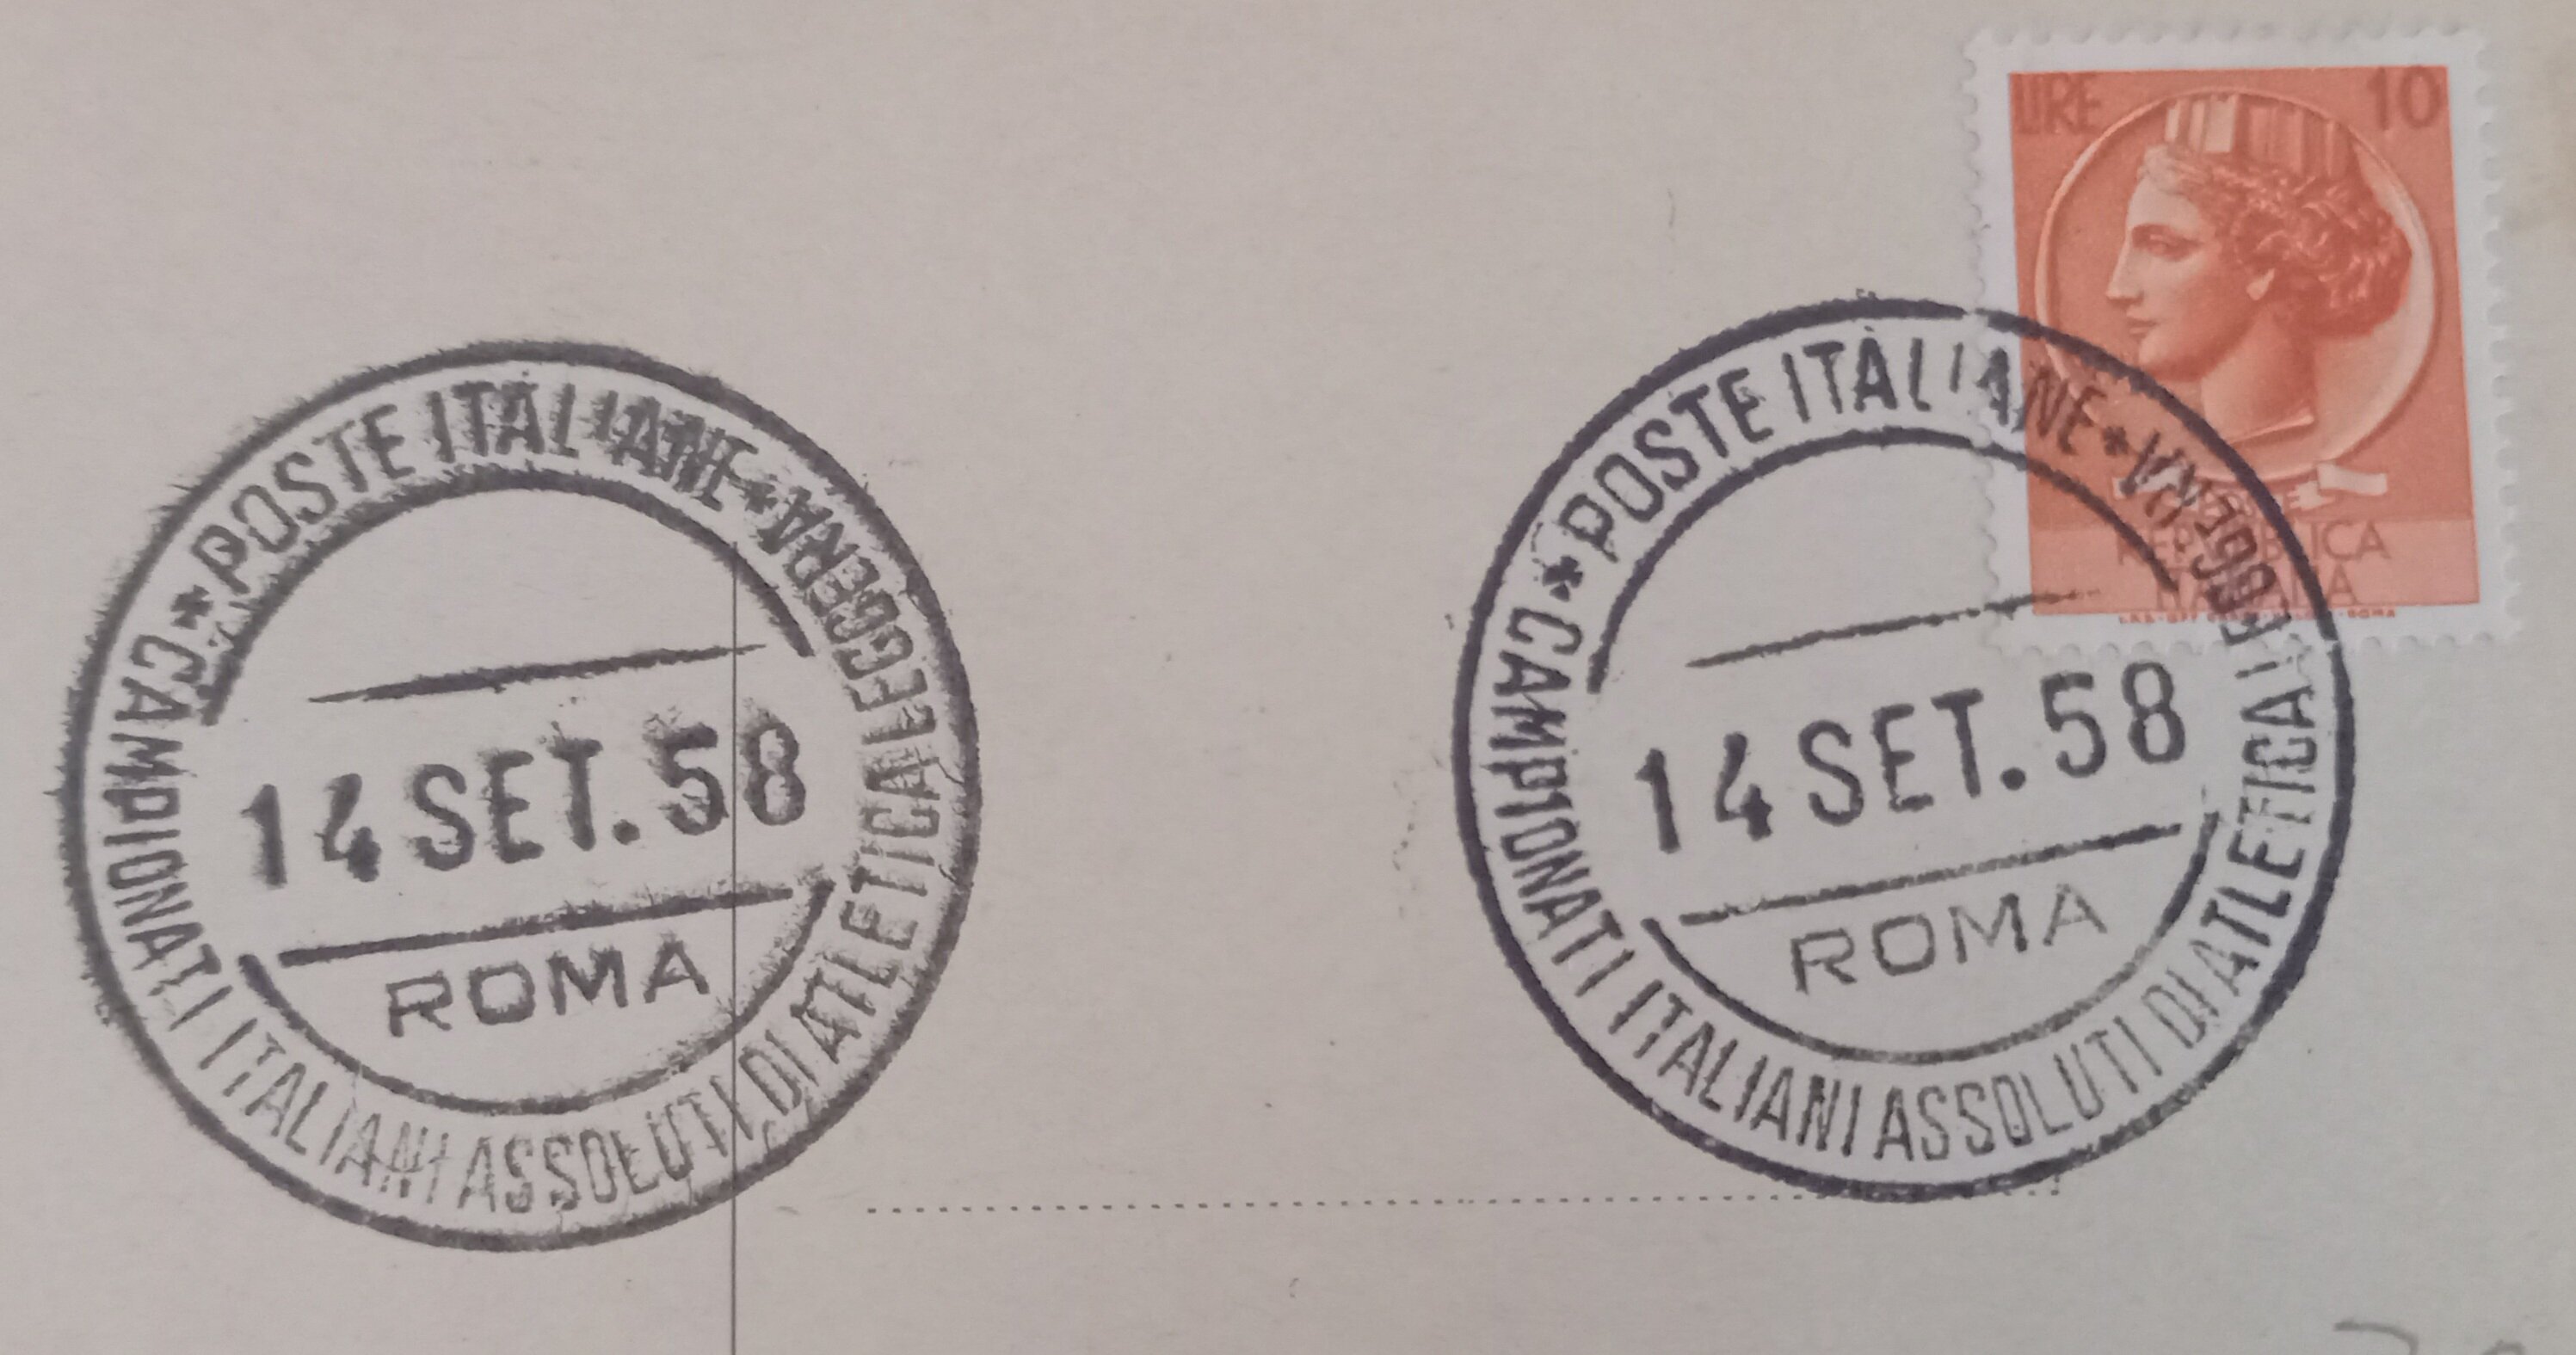 LIRE 10
POSTE REPUBBLICA
ITALIANA
* POSTE ITALIANE * CAMPIONATI ITALIANI ASSOLUTI DI ATLETICA LEGGERA
14 SET. 58
ROMA
* POSTE ITALIANE * CAMPIONATI ITALIANI ASSOLUTI DI ATLETICA LEGGERA
14 SET. 58
ROMA